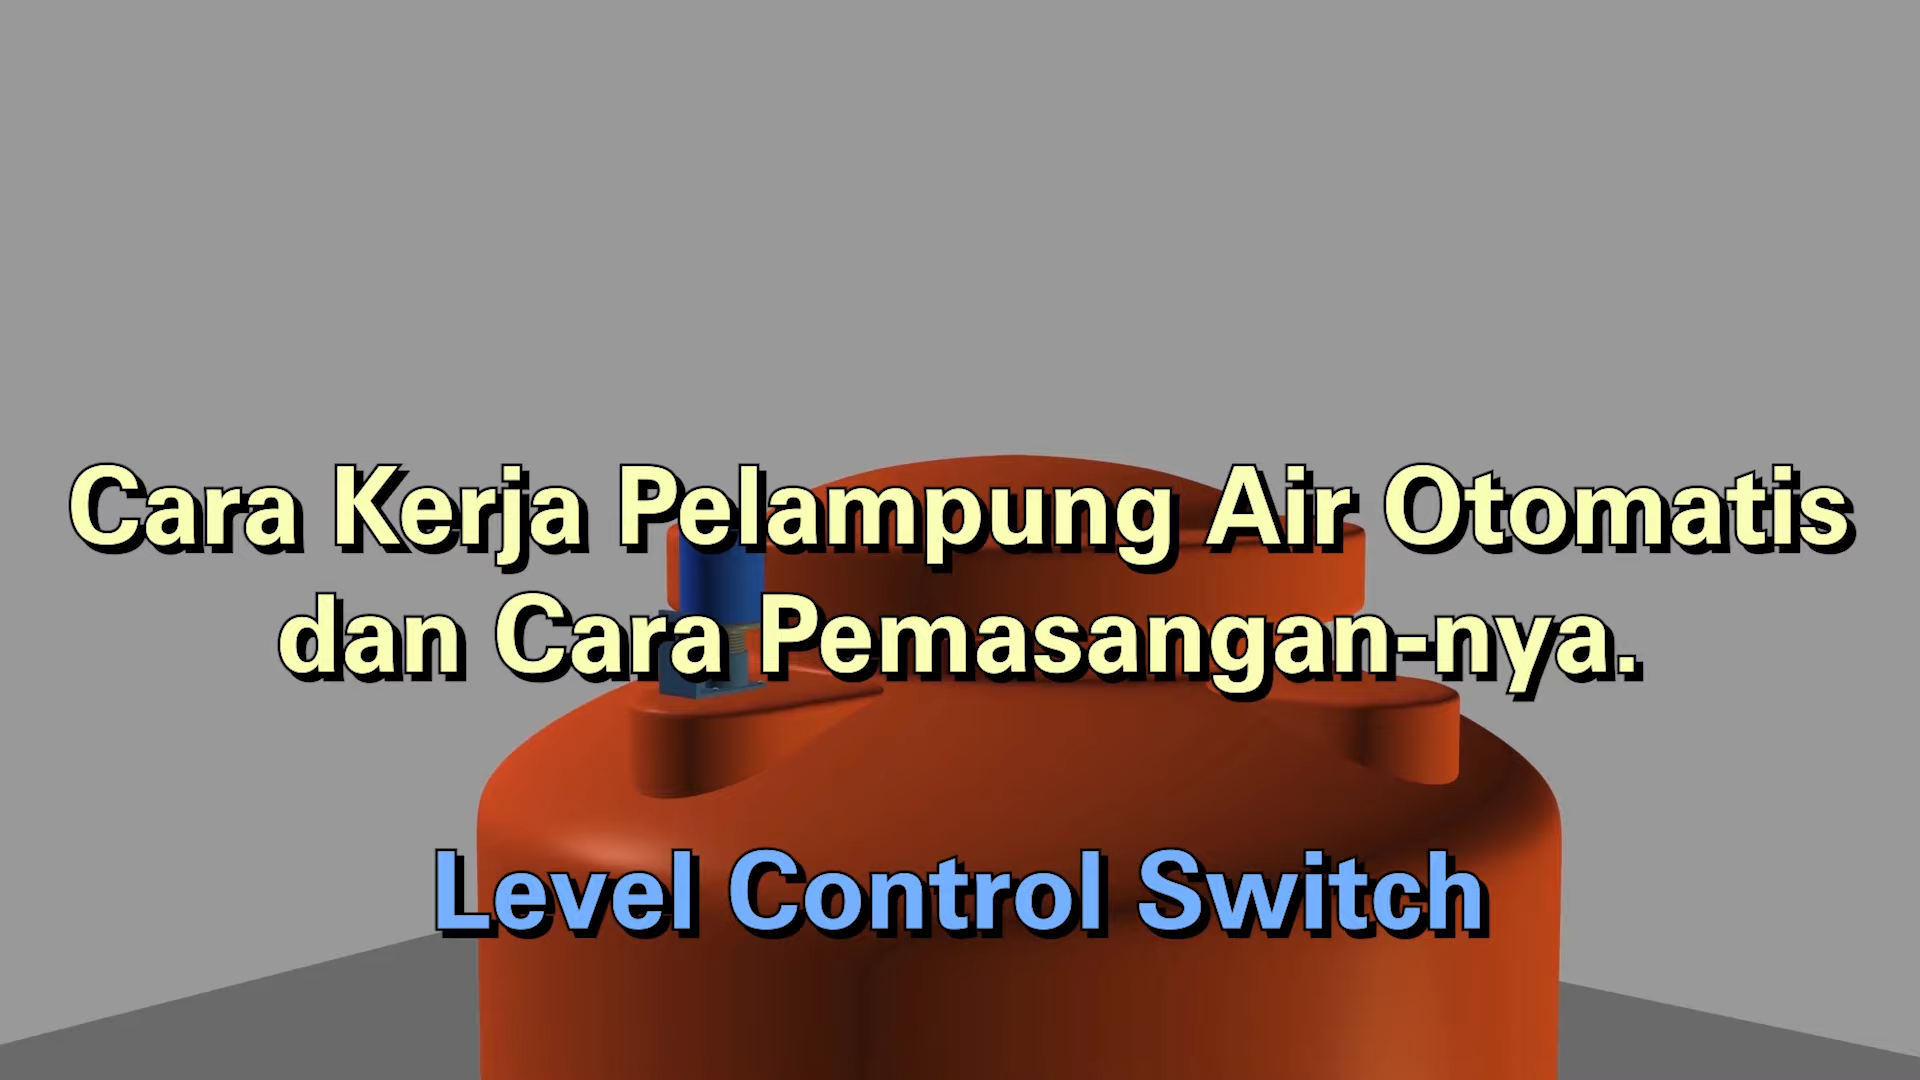 Cara Kerja Pelampung Air Otomatis
dan Cara Pemasangan-nya.
Level Control Switch